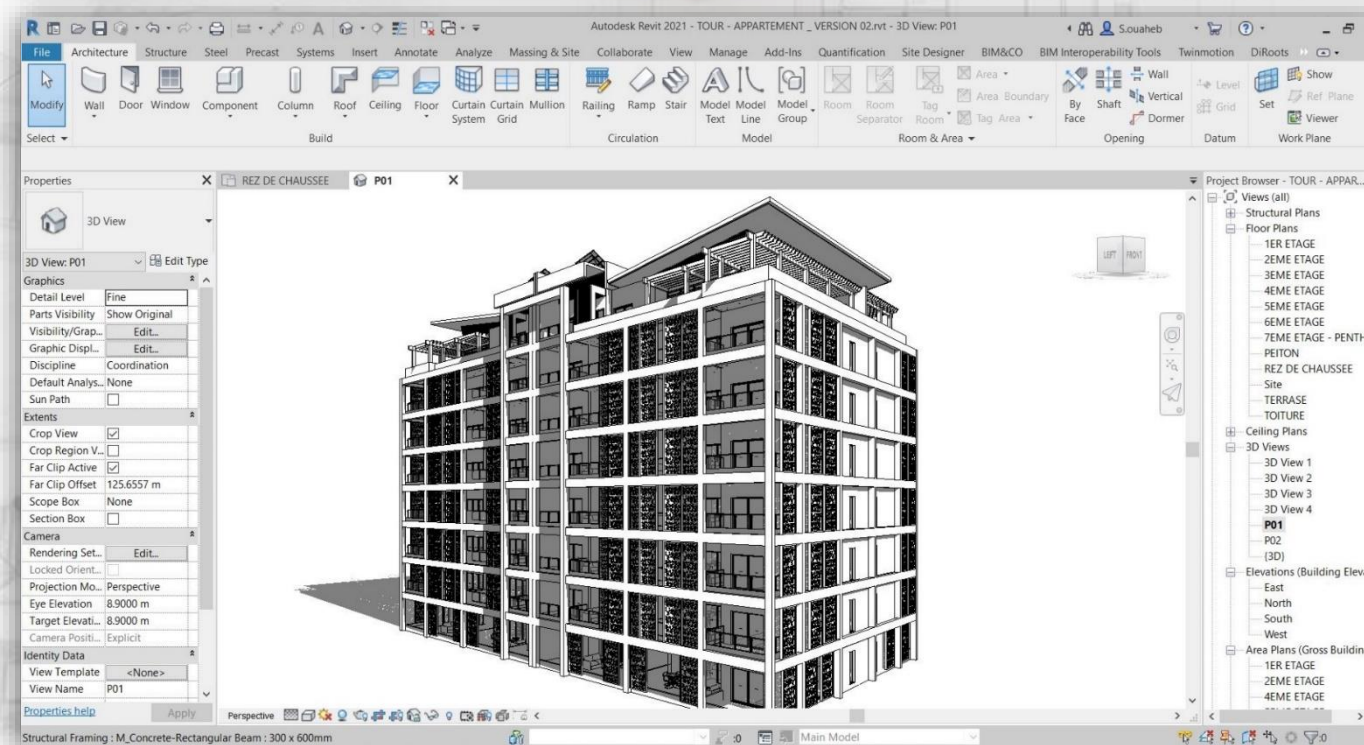 Autodesk Revit 2021 - TOUR - APPARTEMENT _ VERSION 02.rvt - 3D View: P01
S.ouaheb
File Architecture Structure Steel Precast Systems Insert Annotate Analyze Massing & Site Collaborate View Manage Add-Ins Quantification Site Designer BIM&CO BIM Interoperability Tools Twinmotion DiRoots
Modify Wall Door Window Component Column Roof Ceiling Floor Curtain System Curtain Grid Mullion Railing Ramp Stair Model Text Model Line Model Group Room Room Separator Tag Room Area Area Boundary Tag Area By Face Shaft Wall Vertical Dormer Level Grid Set Show Ref Plane Viewer
Select Build Circulation Model Room & Area Opening Datum Work Plane
Properties
3D View
3D View: P01 Edit Type
Graphics
Detail Level Fine
Parts Visibility Show Original
Visibility/Grap... Edit...
Graphic Displ... Edit...
Discipline Coordination
Default Analys... None
Sun Path
Extents
Crop View
Crop Region V...
Far Clip Active
Far Clip Offset 125.6557 m
Scope Box None
Section Box
Camera
Rendering Set... Edit...
Locked Orient...
Projection Mo... Perspective
Eye Elevation 8.9000 m
Target Elevati... 8.9000 m
Camera Positi... Explicit
Identity Data
View Template <None>
View Name P01
Properties help Apply
REZ DE CHAUSSEE P01
LEFT FRONT
Project Browser - TOUR - APPAR...
Views (all)
Structural Plans
Floor Plans
1ER ETAGE
2EME ETAGE
3EME ETAGE
4EME ETAGE
5EME ETAGE
6EME ETAGE
7EME ETAGE - PENTH
PEITON
REZ DE CHAUSSEE
Site
TERRASE
TOITURE
Ceiling Plans
3D Views
3D View 1
3D View 2
3D View 3
3D View 4
P01
P02
{3D}
Elevations (Building Eleva
East
North
South
West
Area Plans (Gross Buildin
1ER ETAGE
2EME ETAGE
4EME ETAGE
Perspective
Structural Framing : M_Concrete-Rectangular Beam : 300 x 600mm :0 Main Model :0